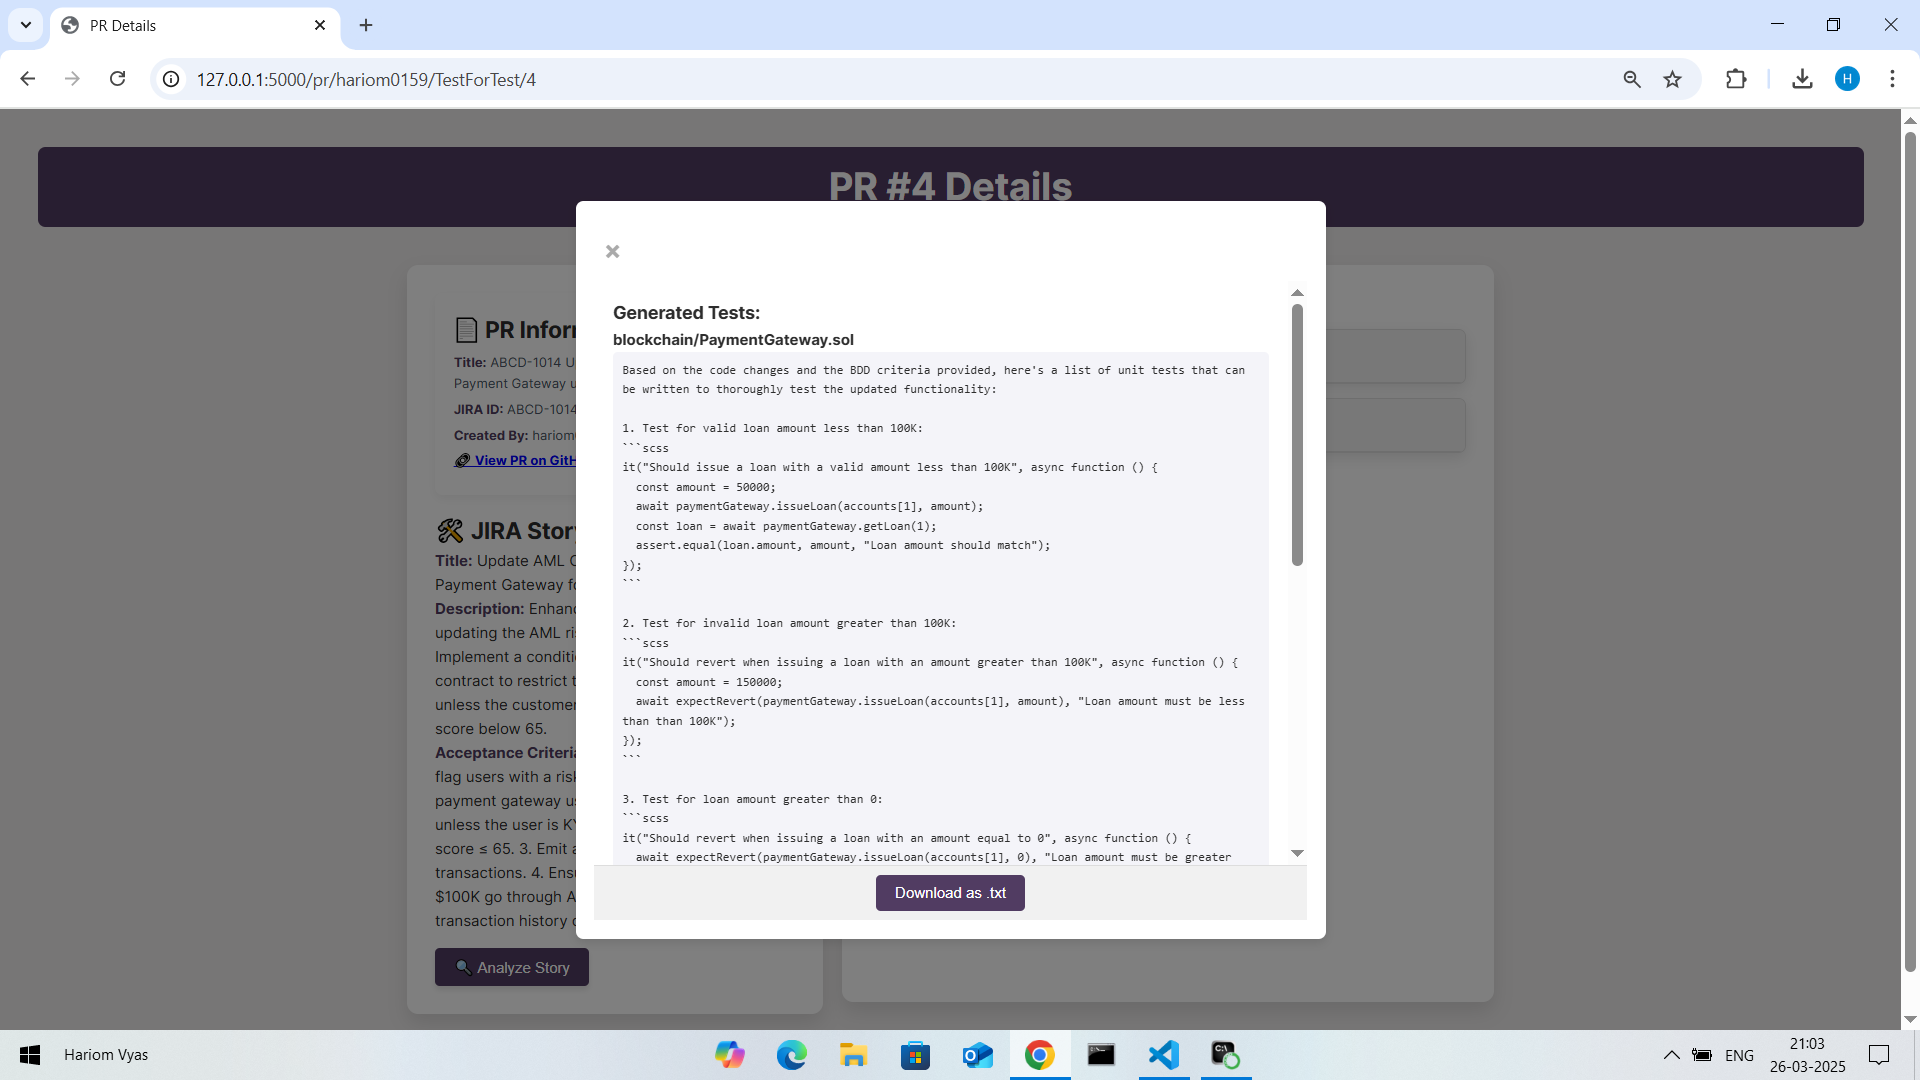 PR Details
127.0.0.1:5000/pr/hariom0159/TestForTest/4
H
PR #4 Details
PR Inform
Title: ABCD-1014 U
Payment Gateway u
JIRA ID: ABCD-1014
Created By: hariom
View PR on GitH
JIRA Story
Title: Update AML C
Payment Gateway fo
Description: Enhanc
updating the AML ris
Implement a conditi
contract to restrict t
unless the customer
score below 65.
Acceptance Criteria
flag users with a risk
payment gateway us
unless the user is KY
score ≤ 65. 3. Emit a
transactions. 4. Ensu
$100K go through A
transaction history c
Analyze Story
Generated Tests:
blockchain/PaymentGateway.sol
Based on the code changes and the BDD criteria provided, here's a list of unit tests that can
be written to thoroughly test the updated functionality:
1. Test for valid loan amount less than 100K:
```scss
it("Should issue a loan with a valid amount less than 100K", async function () {
const amount = 50000;
await paymentGateway.issueLoan(accounts[1], amount);
const loan = await paymentGateway.getLoan(1);
assert.equal(loan.amount, amount, "Loan amount should match");
});
```
2. Test for invalid loan amount greater than 100K:
```scss
it("Should revert when issuing a loan with an amount greater than 100K", async function () {
const amount = 150000;
await expectRevert(paymentGateway.issueLoan(accounts[1], amount), "Loan amount must be less
than than 100K");
});
```
3. Test for loan amount greater than 0:
```scss
it("Should revert when issuing a loan with an amount equal to 0", async function () {
await expectRevert(paymentGateway.issueLoan(accounts[1], 0), "Loan amount must be greater
Download as .txt
Hariom Vyas
ENG
21:03
26-03-2025